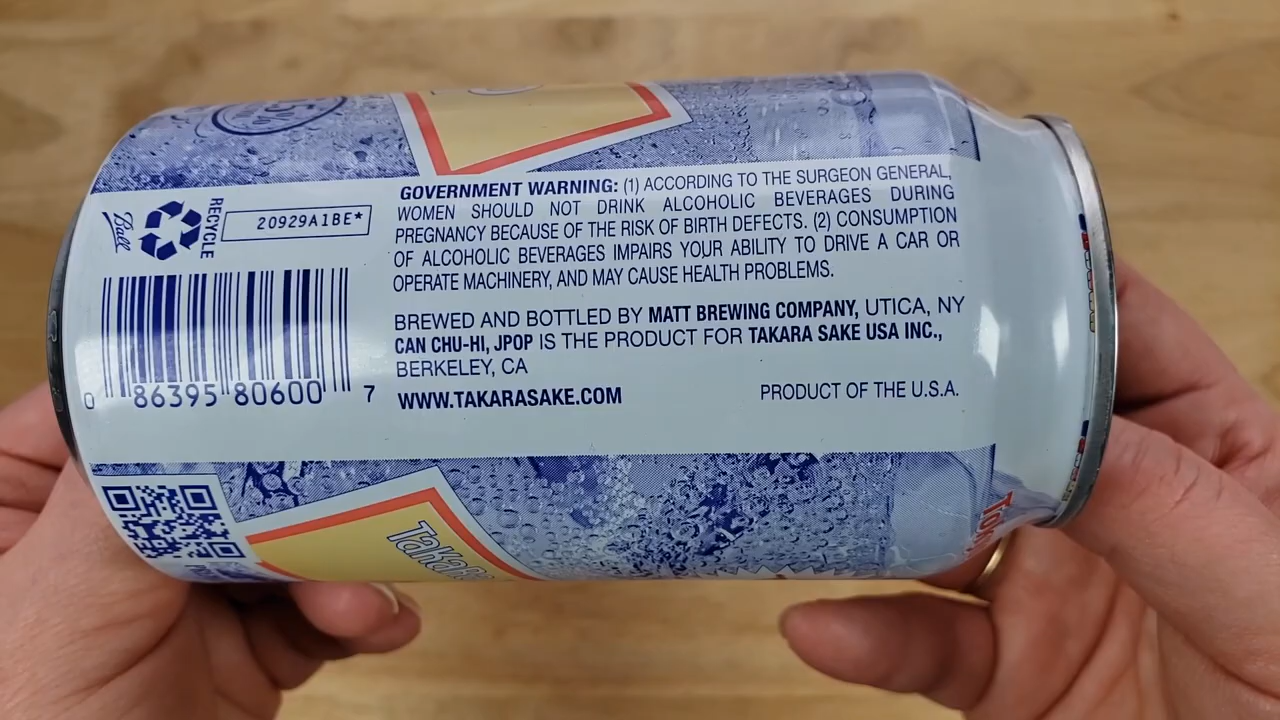 5%
GOVERNMENT WARNING: (1) ACCORDING TO THE SURGEON GENERAL,
WOMEN SHOULD NOT DRINK ALCOHOLIC BEVERAGES DURING
PREGNANCY BECAUSE OF THE RISK OF BIRTH DEFECTS. (2) CONSUMPTION
OF ALCOHOLIC BEVERAGES IMPAIRS YOUR ABILITY TO DRIVE A CAR OR
OPERATE MACHINERY, AND MAY CAUSE HEALTH PROBLEMS.
BREWED AND BOTTLED BY MATT BREWING COMPANY, UTICA, NY
CAN CHU-HI, JPOP IS THE PRODUCT FOR TAKARA SAKE USA INC.,
BERKELEY, CA
WWW.TAKARASAKE.COM
PRODUCT OF THE U.S.A.
Ball
RECYCLE
20929A1BE*
0 86395 80600 7